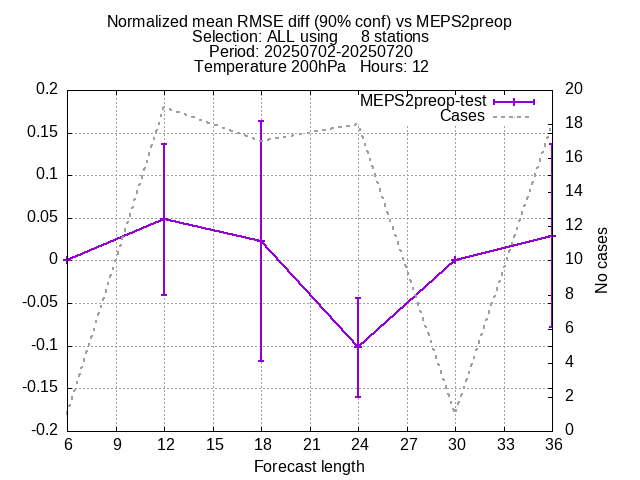 Normalized mean RMSE diff (90% conf) vs MEPS2preop
Selection: ALL using     8 stations
Period: 20250702-20250720
Temperature 200hPa   Hours: 12
MEPS2preop-test
Cases
0.2
0.15
0.1
0.05
0
-0.05
-0.1
-0.15
-0.2
20
18
16
14
12
10
8
6
4
2
0
No cases
6 9 12 15 18 21 24 27 30 33 36
Forecast length